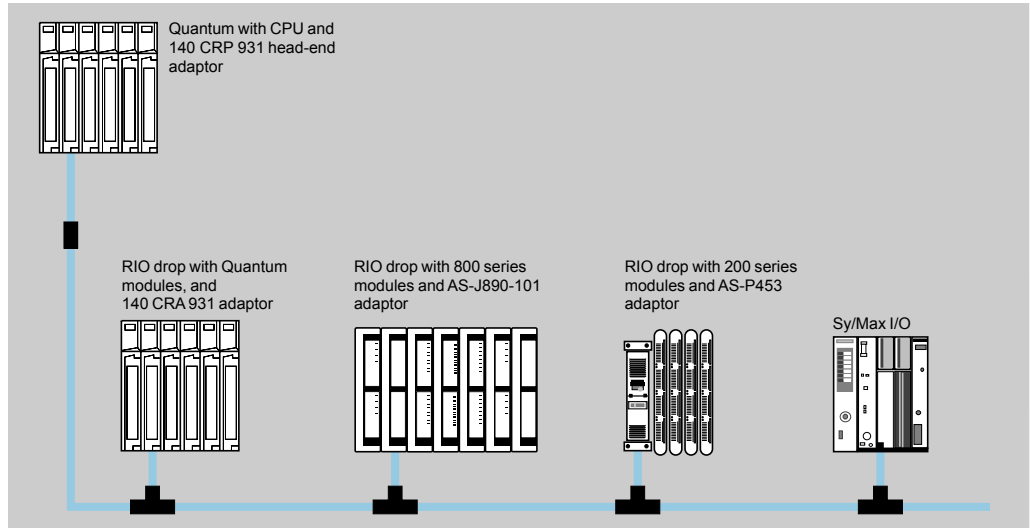 Quantum with CPU and
140 CRP 931 head-end
adaptor
RIO drop with Quantum
modules, and
140 CRA 931 adaptor
RIO drop with 800 series
modules and AS-J890-101
adaptor
RIO drop with 200 series
modules and AS-P453
adaptor
Sy/Max I/O